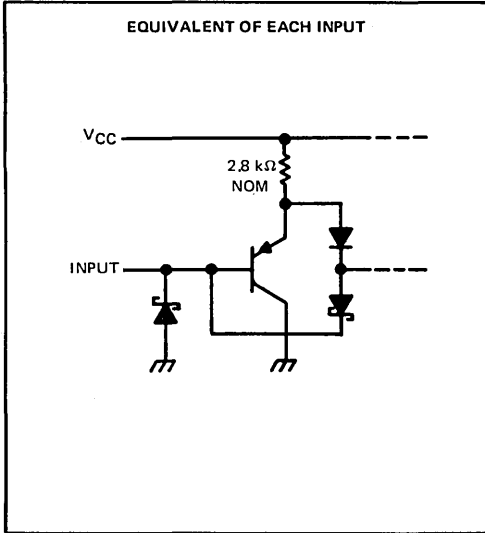 EQUIVALENT OF EACH INPUT
VCC
2.8 kΩ
NOM
INPUT